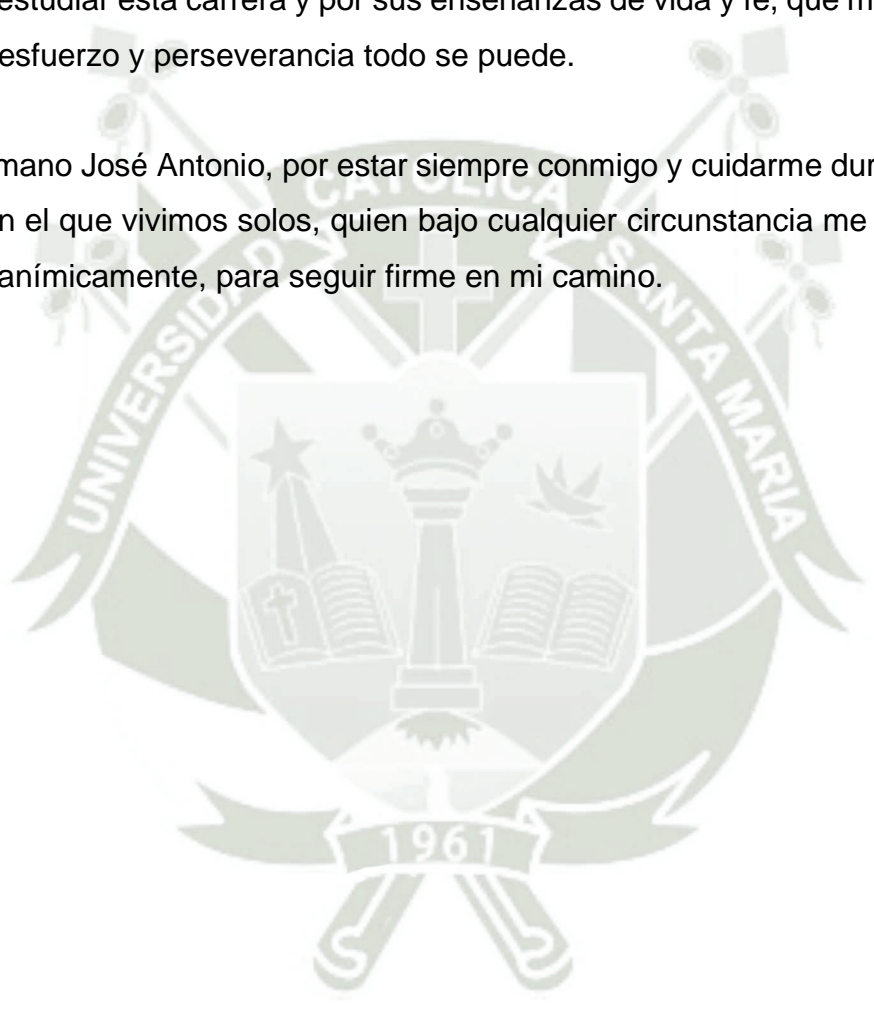 estudiar esta carrera y por sus enseñanzas de vida y fe, que m
esfuerzo y perseverancia todo se puede.
mano José Antonio, por estar siempre conmigo y cuidarme dur
n el que vivimos solos, quien bajo cualquier circunstancia me
anímicamente, para seguir firme en mi camino.
UNIVERSIDAD CATOLICA SANTA MARIA
1961